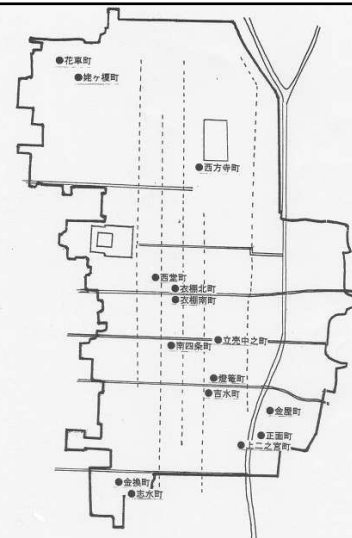 ●花車町
●姥ヶ榎町
●西方寺町
●西堂町
●衣棚北町
●衣棚南町
●立売中之町
●南四条町
●燈篭町
●吉水町
●金屋町
●正面町
●上二之宮町
●金換町
●志水町